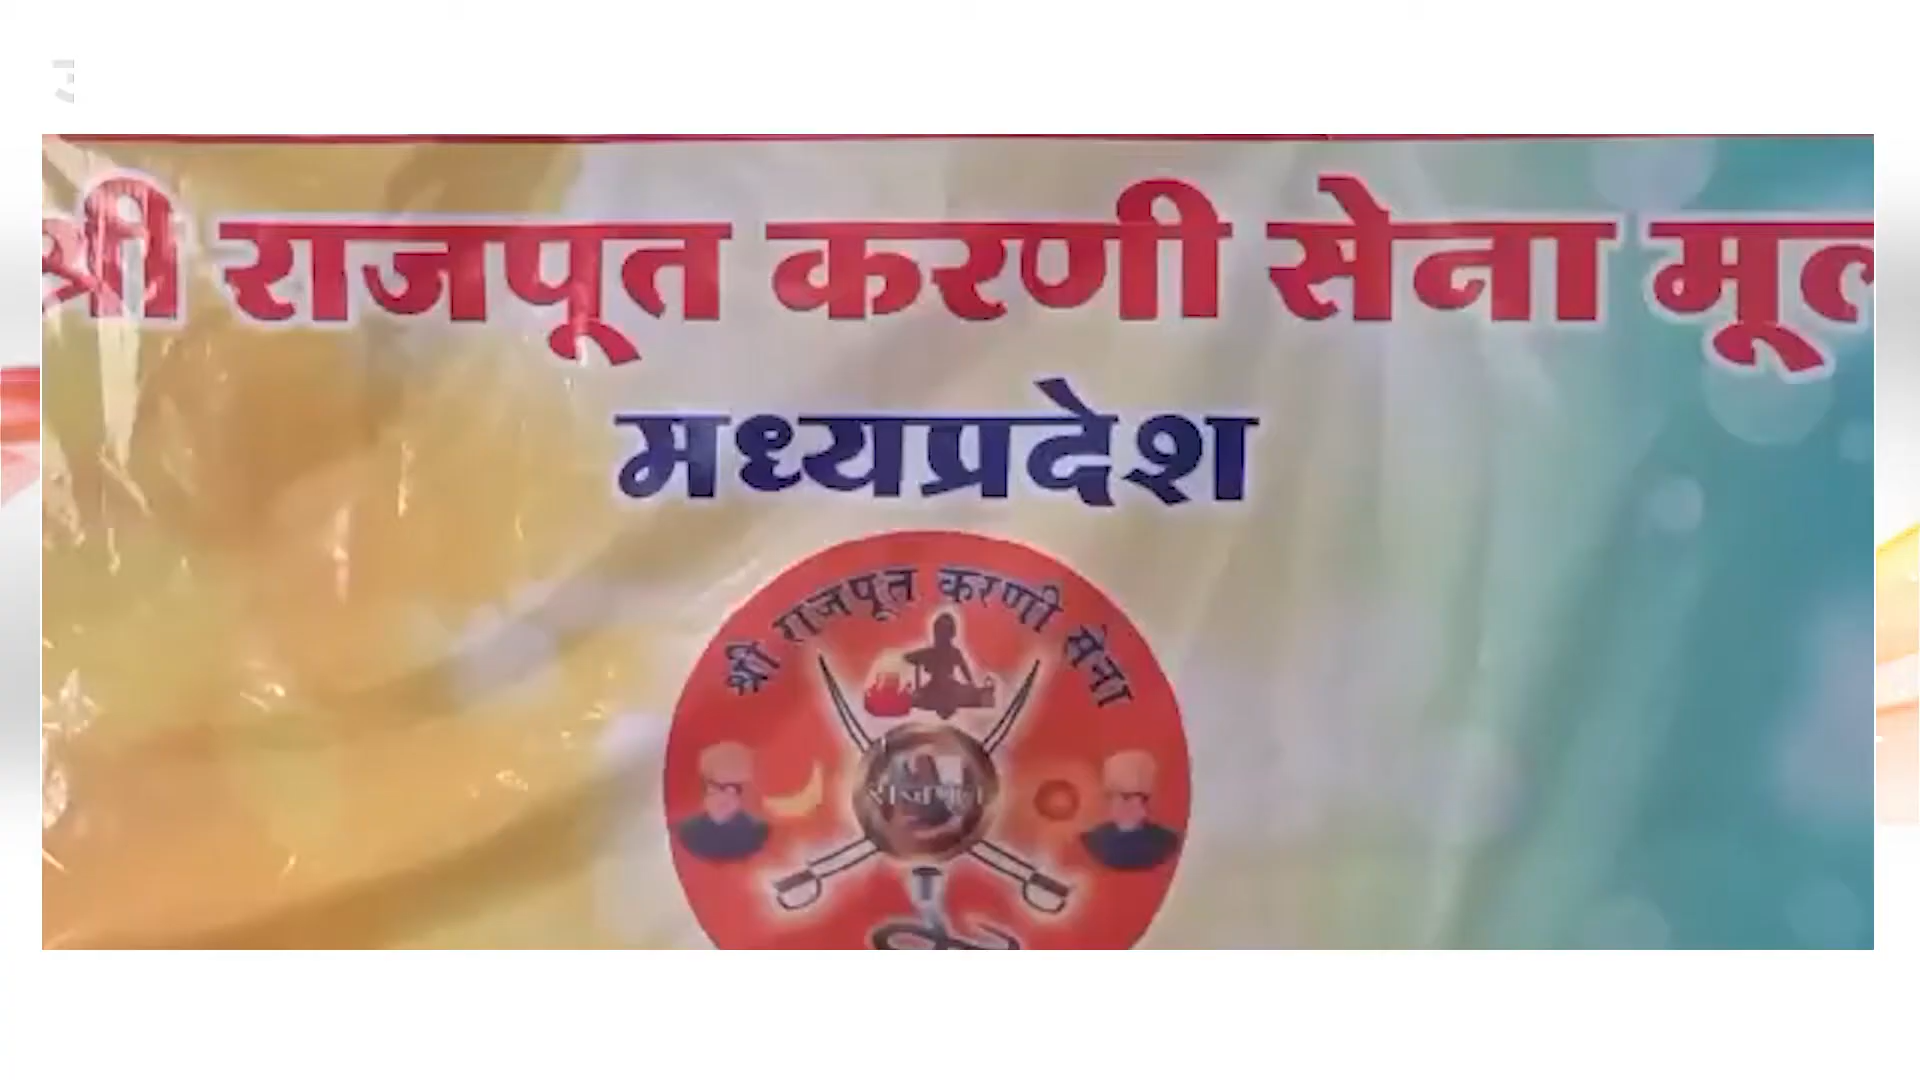 श्री राजपूत करणी सेना मूल
मध्यप्रदेश
श्री राजपूत करणी सेना